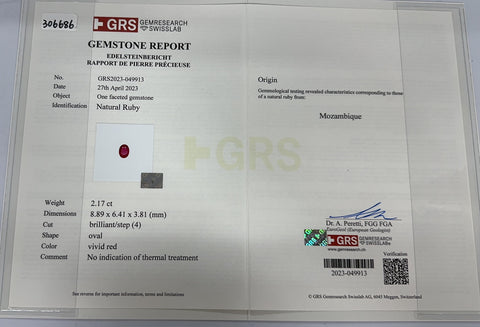 306686
GRS GEMRESEARCH SWISSLAB
GEMSTONE REPORT
EDELSTEINBERICHT
RAPPORT DE PIERRE PRÉCIEUSE
No. GRS2023-049913
Date 27th April 2023
Object One faceted gemstone
Identification Natural Ruby
GRS
Weight 2.17 ct
Dimensions 8.89 x 6.41 x 3.81 (mm)
Cut brilliant/step (4)
Shape oval
Color vivid red
Comment No indication of thermal treatment
See reverse for important information, terms and limitations
Origin
Gemmological testing revealed characteristics corresponding to those
of a natural ruby from:
Mozambique
Dr. A. Peretti, FGG FGA
EuroGeol (European Geologist)
GRS GEMRESEARCH SWISSLAB
2023-049913
Verification
© GRS Gemresearch Swisslab AG, 6045 Meggen, Switzerland